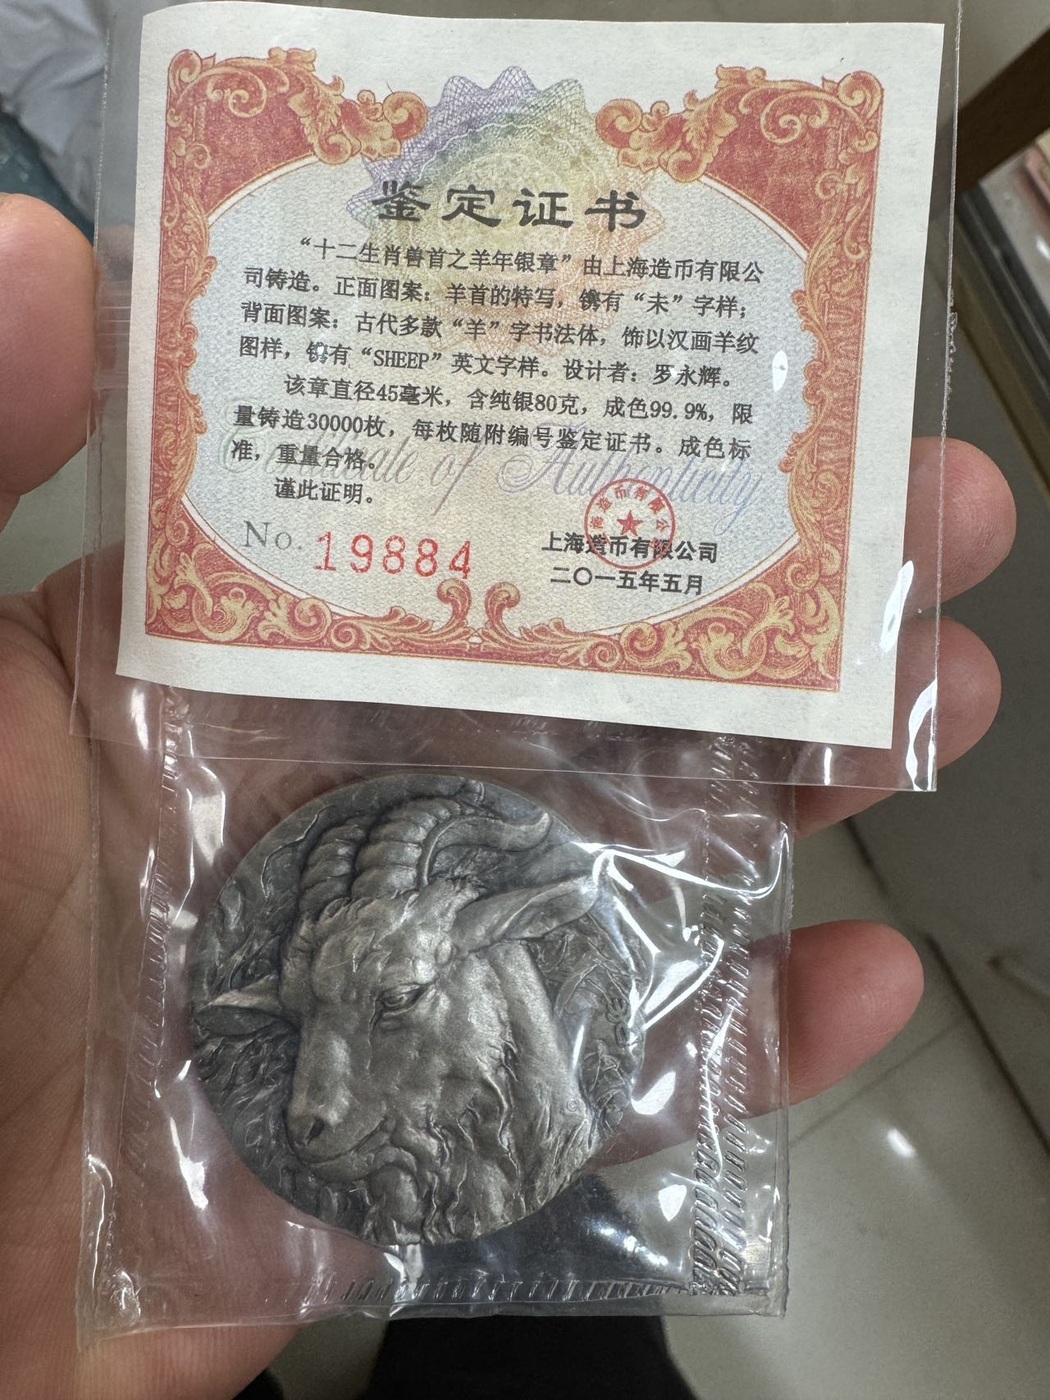 鉴定证书
“十二生肖兽首之羊年银章”由上海造币有限公
司铸造。正面图案：羊首的特写，镌有“未”字样；
背面图案：古代多款“羊”字书法体，饰以汉画羊纹
图样，镌有“SHEEP”英文字样。设计者：罗永辉。
该章直径45毫米，含纯银80克，成色99.9%，限
量铸造30000枚，每枚随附编号鉴定证书。成色标
准，重量合格。
Certificate of Authenticity
谨此证明。
No. 19884
上海造币有限公司
二〇一五年五月